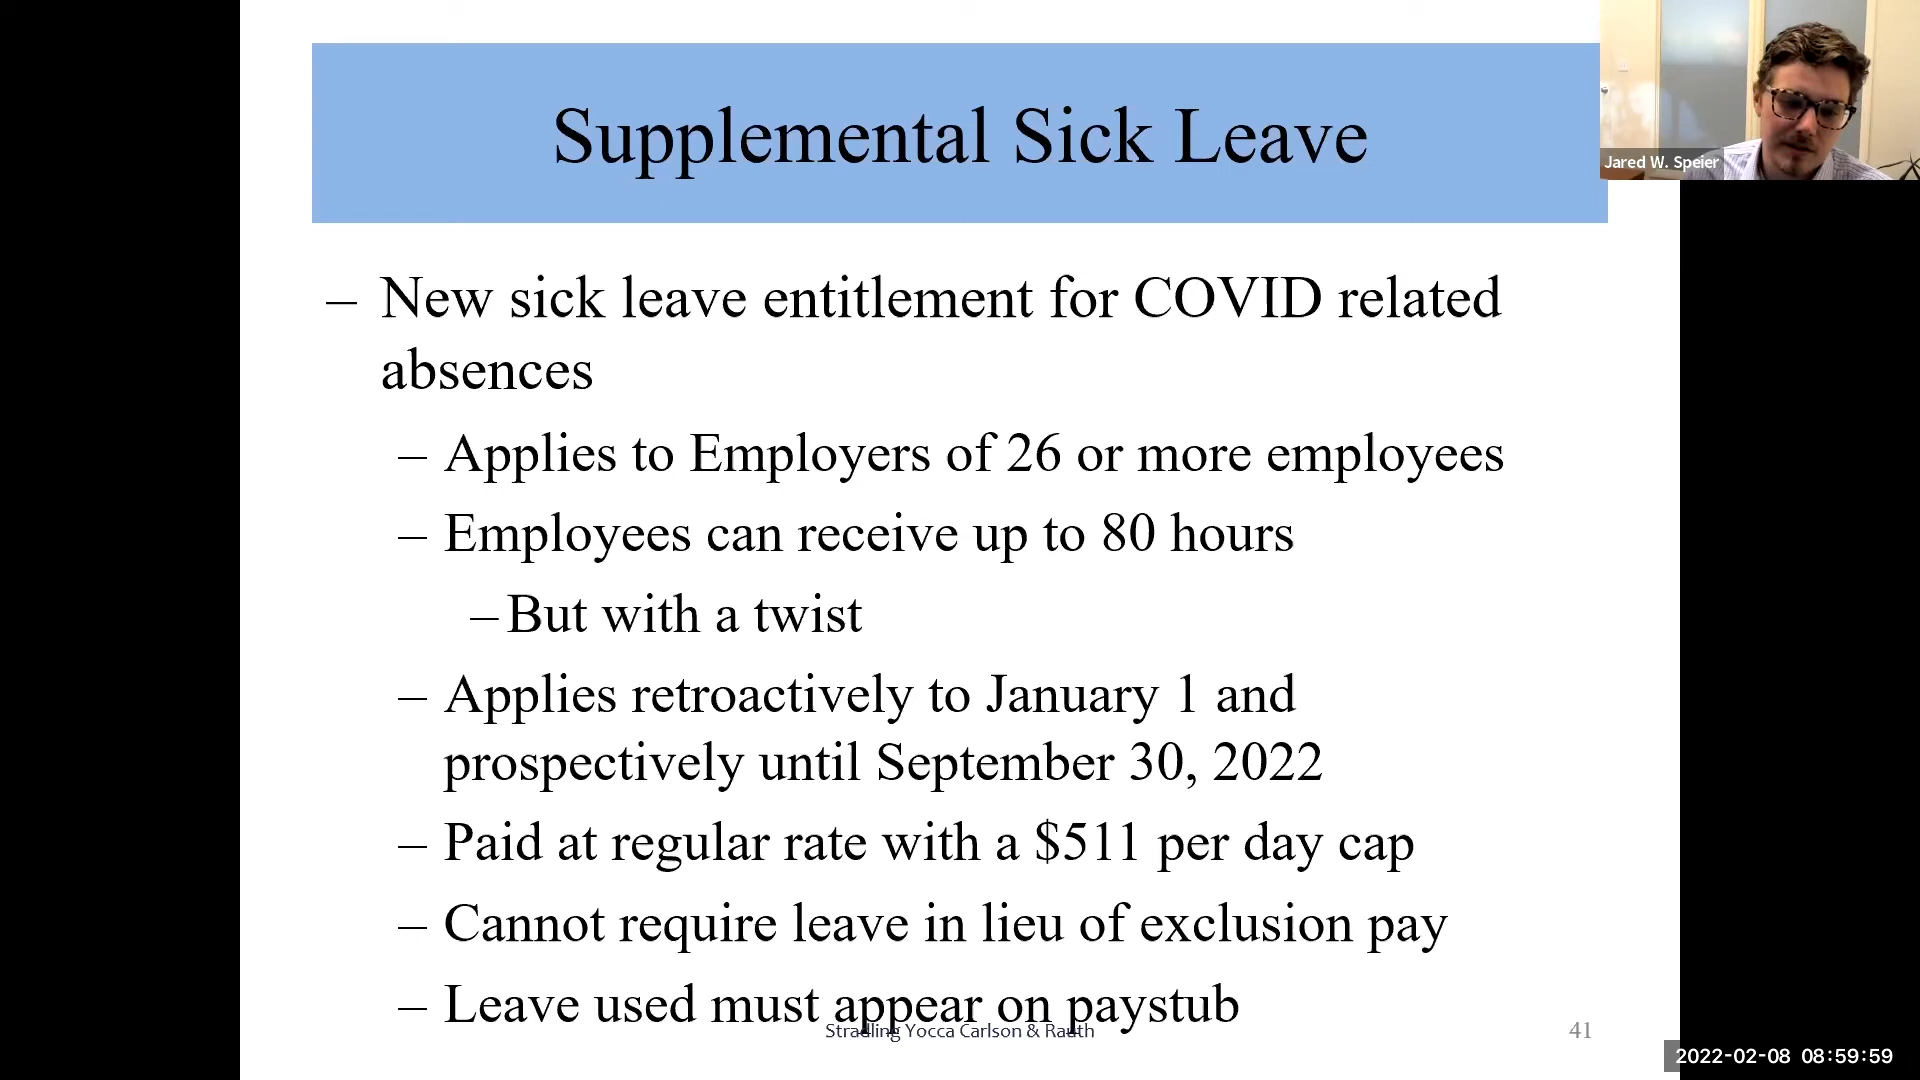 Supplemental Sick Leave
Jared W. Speier
– New sick leave entitlement for COVID related
absences
– Applies to Employers of 26 or more employees
– Employees can receive up to 80 hours
– But with a twist
– Applies retroactively to January 1 and
prospectively until September 30, 2022
– Paid at regular rate with a $511 per day cap
– Cannot require leave in lieu of exclusion pay
– Leave used must appear on paystub
Stradling Yocca Carlson & Rauth
41
2022-02-08 08:59:59